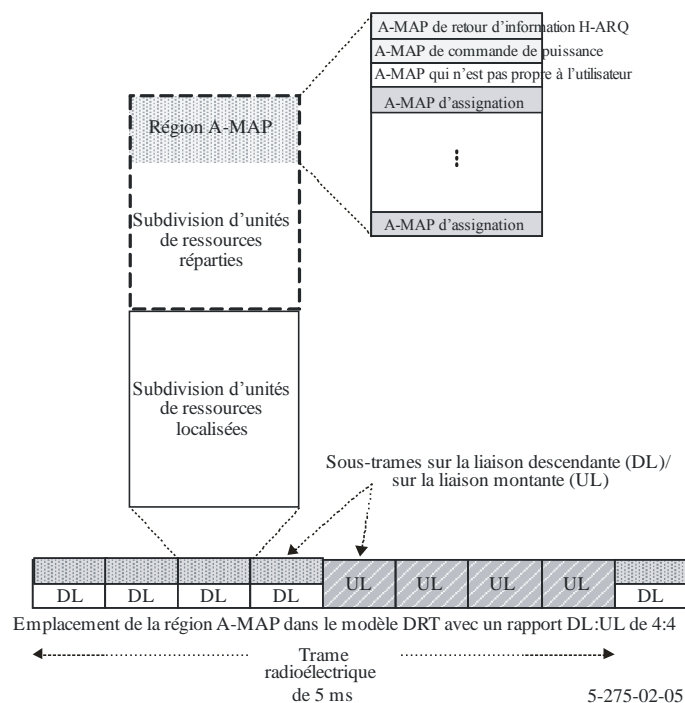 A-MAP de retour d'information H-ARQ
A-MAP de commande de puissance
A-MAP qui n'est pas propre à l'utilisateur
A-MAP d'assignation
Région A-MAP
Subdivision d'unités
de ressources
réparties
A-MAP d'assignation
Subdivision d'unités
de ressources
localisées
Sous-trames sur la liaison descendante (DL)/
sur la liaison montante (UL)
DL DL DL DL UL UL UL UL DL
Emplacement de la région A-MAP dans le modèle DRT avec un rapport DL:UL de 4:4
Trame
radioélectrique
de 5 ms
5-275-02-05